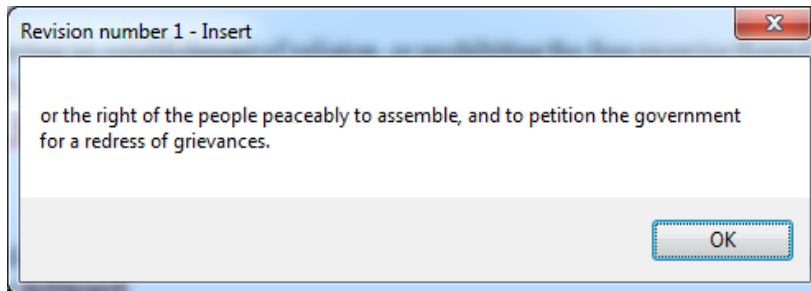 Revision number 1 - Insert
or the right of the people peaceably to assemble, and to petition the government
for a redress of grievances.
OK